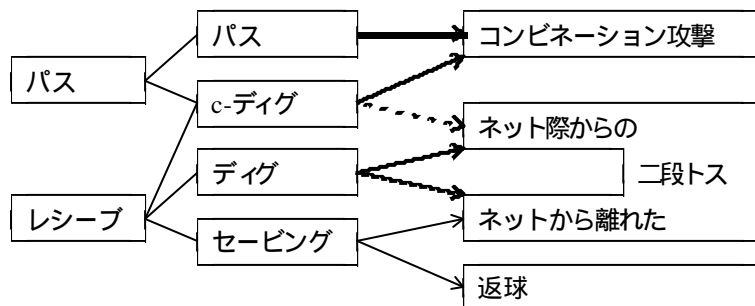 パス
レシーブ
パス
c-ディグ
ディグ
セービング
コンビネーション攻撃
ネット際からの
二段トス
ネットから離れた
返球